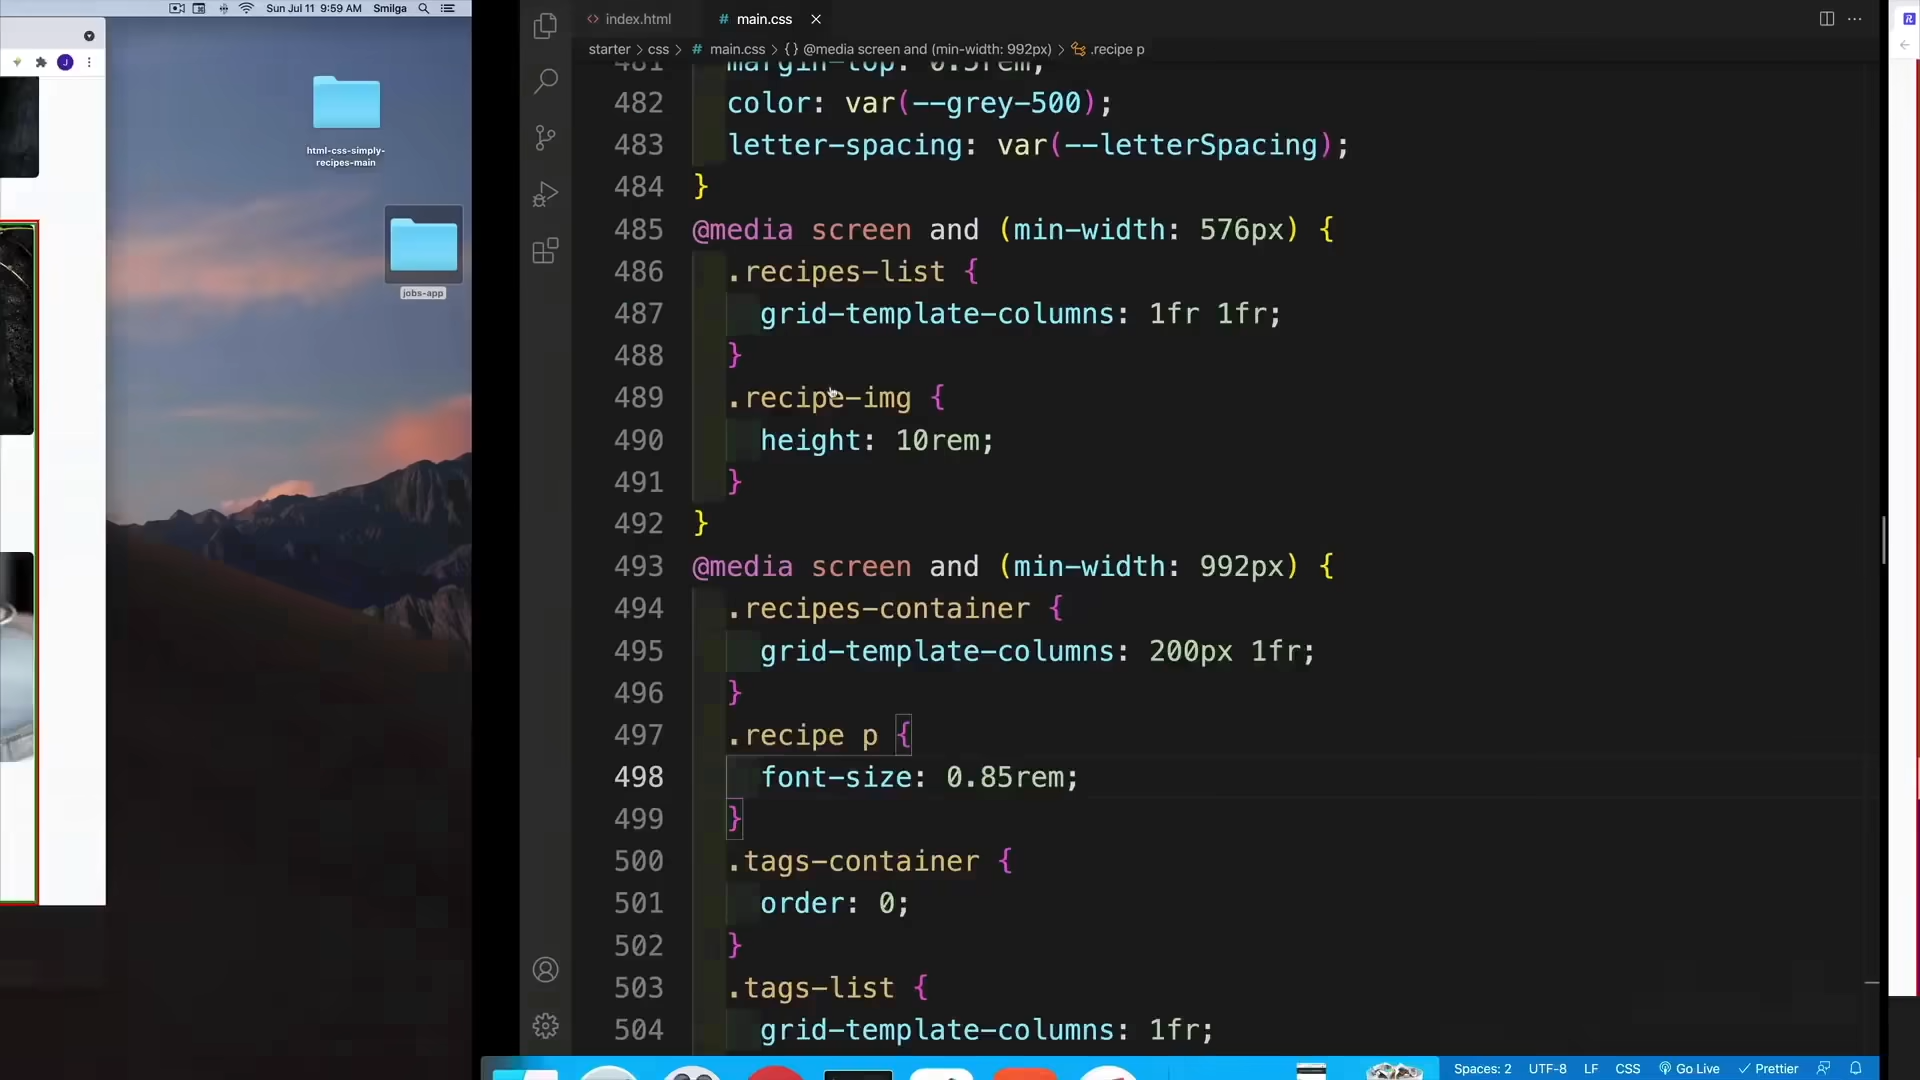 Sun Jul 11 9:59 AM Smilga
html-css-simply-
recipes-main
jobs-app
J
<> index.html # main.css ×
starter > css > # main.css > {} @media screen and (min-width: 992px) > .recipe p
481 margin-top: 0.5rem;
482 color: var(--grey-500);
483 letter-spacing: var(--letterSpacing);
484 }
485 @media screen and (min-width: 576px) {
486 .recipes-list {
487 grid-template-columns: 1fr 1fr;
488 }
489 .recipe-img {
490 height: 10rem;
491 }
492 }
493 @media screen and (min-width: 992px) {
494 .recipes-container {
495 grid-template-columns: 200px 1fr;
496 }
497 .recipe p {
498 font-size: 0.85rem;
499 }
500 .tags-container {
501 order: 0;
502 }
503 .tags-list {
504 grid-template-columns: 1fr;
Spaces: 2 UTF-8 LF CSS Go Live ✓ Prettier